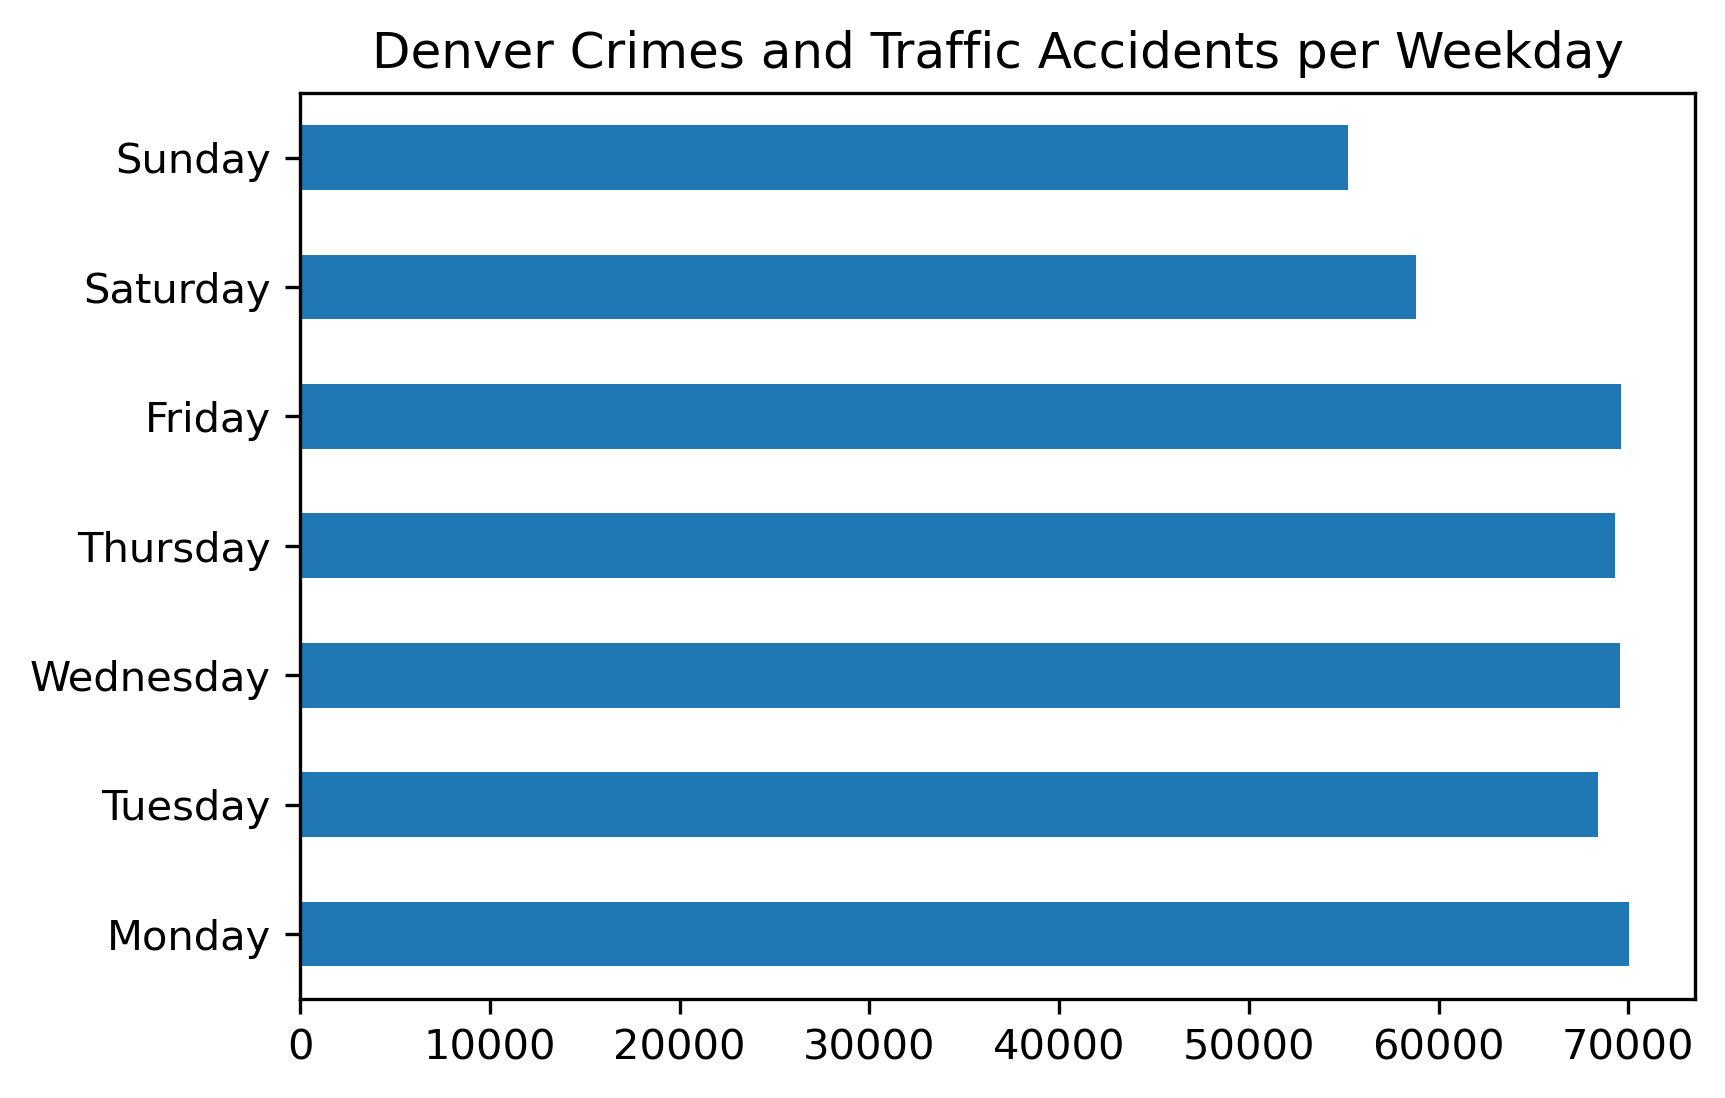 Denver Crimes and Traffic Accidents per Weekday
Sunday
Saturday
Friday
Thursday
Wednesday
Tuesday
Monday
0 10000 20000 30000 40000 50000 60000 70000